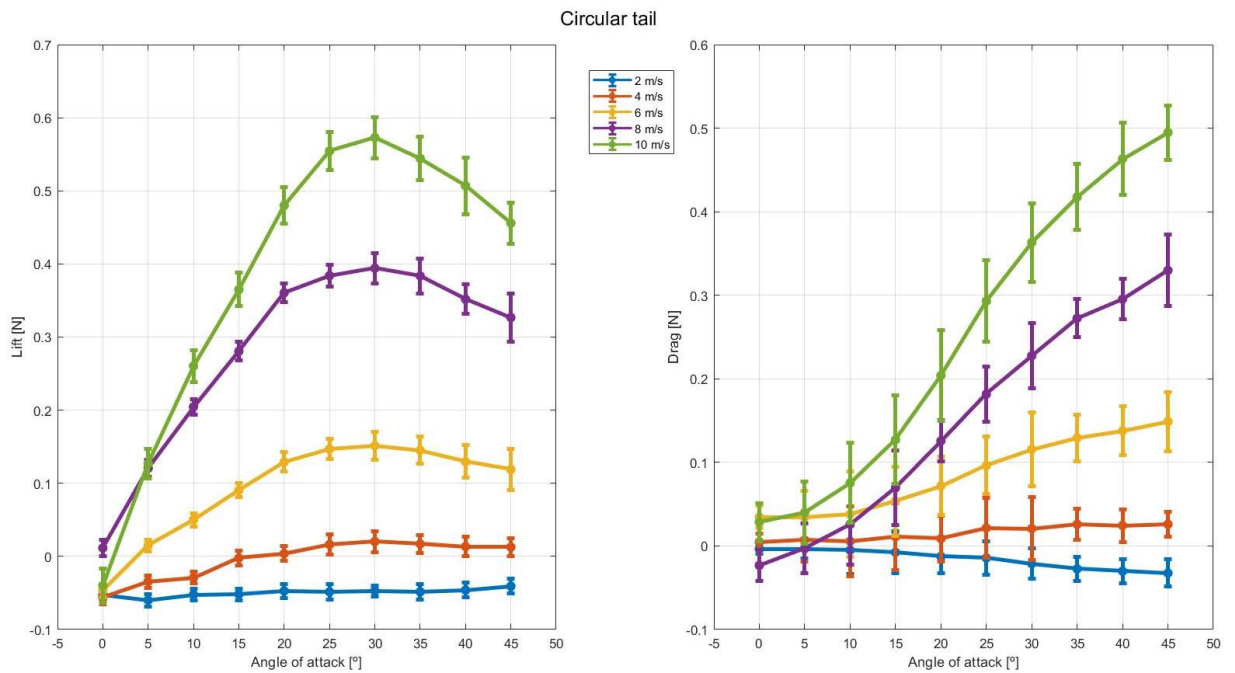 Circular tail
0.7
0.6
0.5
0.4
0.3
0.2
0.1
0
-0.1
Lift [N]
-5 0 5 10 15 20 25 30 35 40 45 50
Angle of attack [º]
2 m/s
4 m/s
6 m/s
8 m/s
10 m/s
0.6
0.5
0.4
0.3
0.2
0.1
0
-0.1
Drag [N]
-5 0 5 10 15 20 25 30 35 40 45 50
Angle of attack [º]